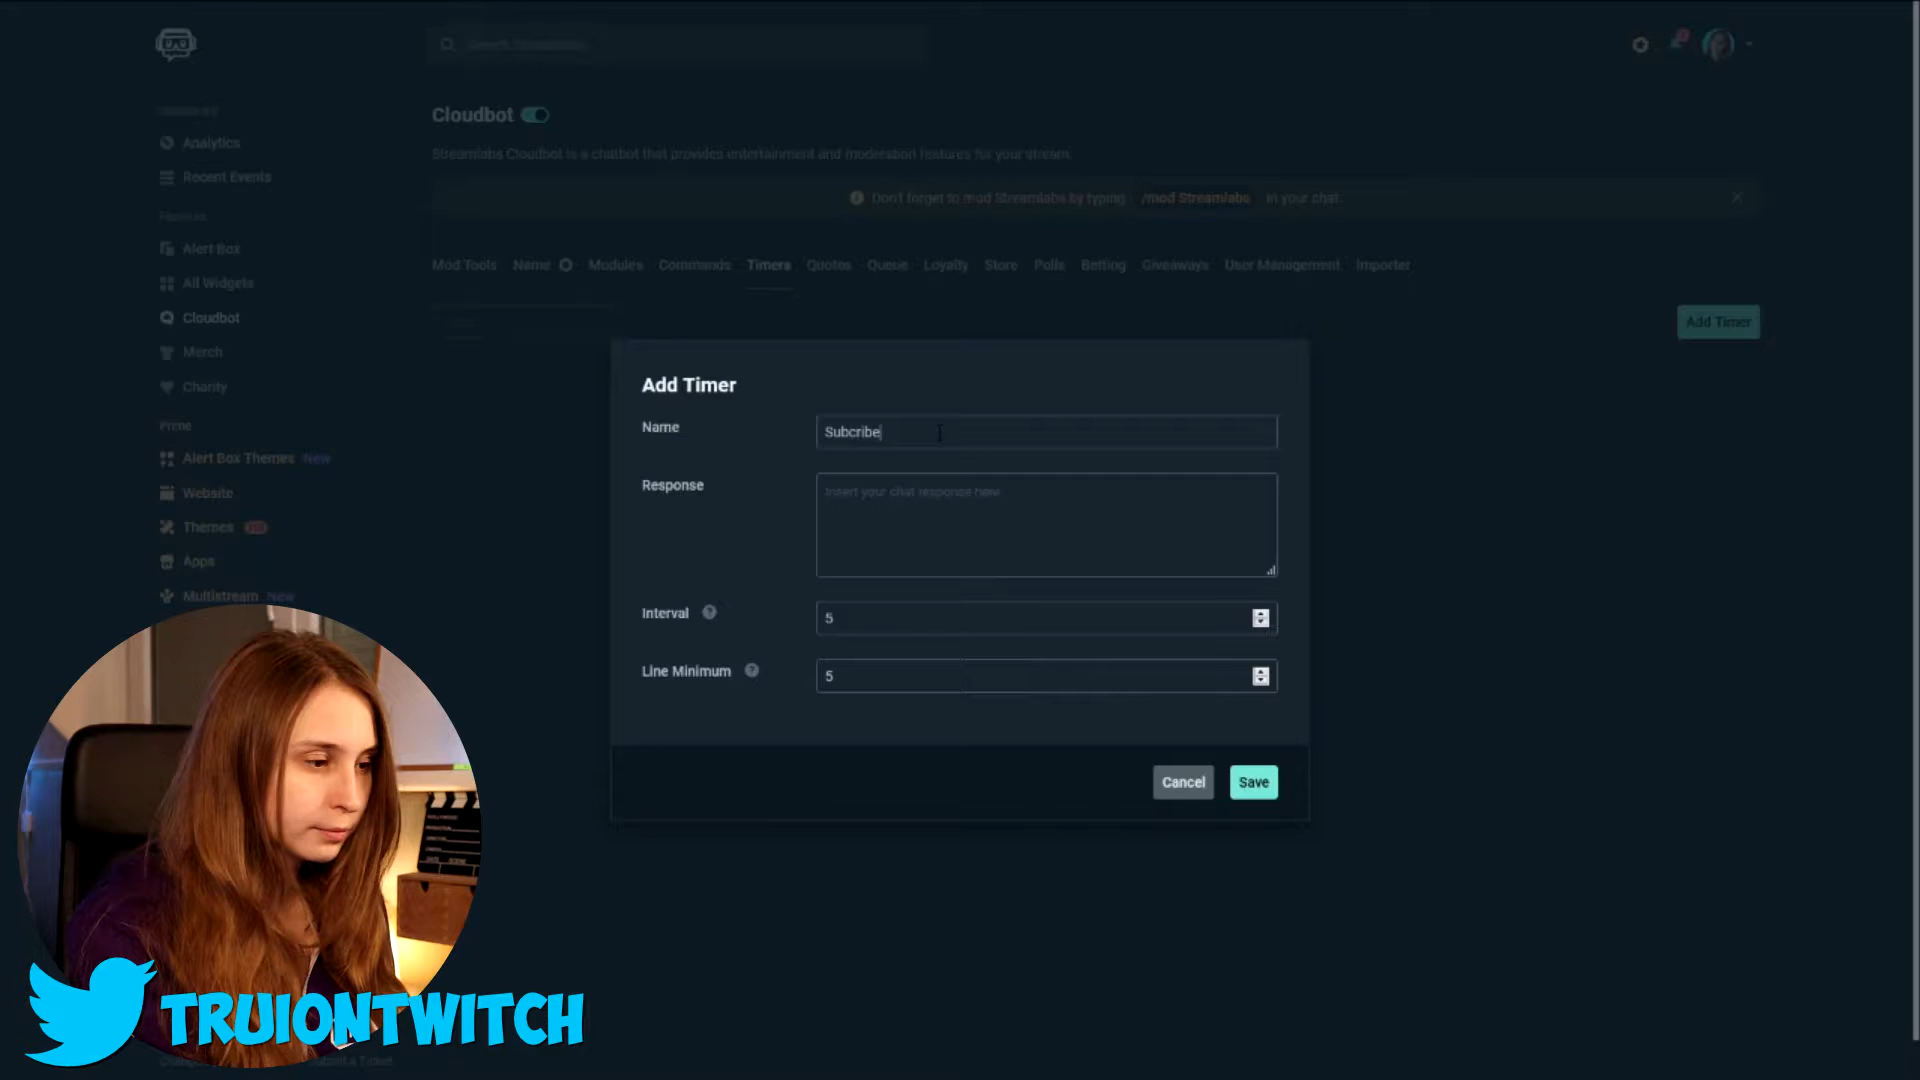 Cloudbot
Streamlabs Cloudbot is a chatbot that provides entertainment and moderation features for your stream.
Analytics
Recent Events
Don't forget to mod Streamlabs by typing /mod Streamlabs in your chat.
Alert Box
All Widgets
Cloudbot
Merch
Charity
Mod Tools Name Modules Commands Timers Quotes Queue Loyalty Store Polls Betting Giveaways User Management Importer
Add Timer
Prime
Alert Box Themes New
Website
Themes
Apps
Multistream New
Add Timer
Name
Subcribe
Response
Insert your chat response here
Interval
5
Line Minimum
5
Cancel
Save
TRUIONTWITCH